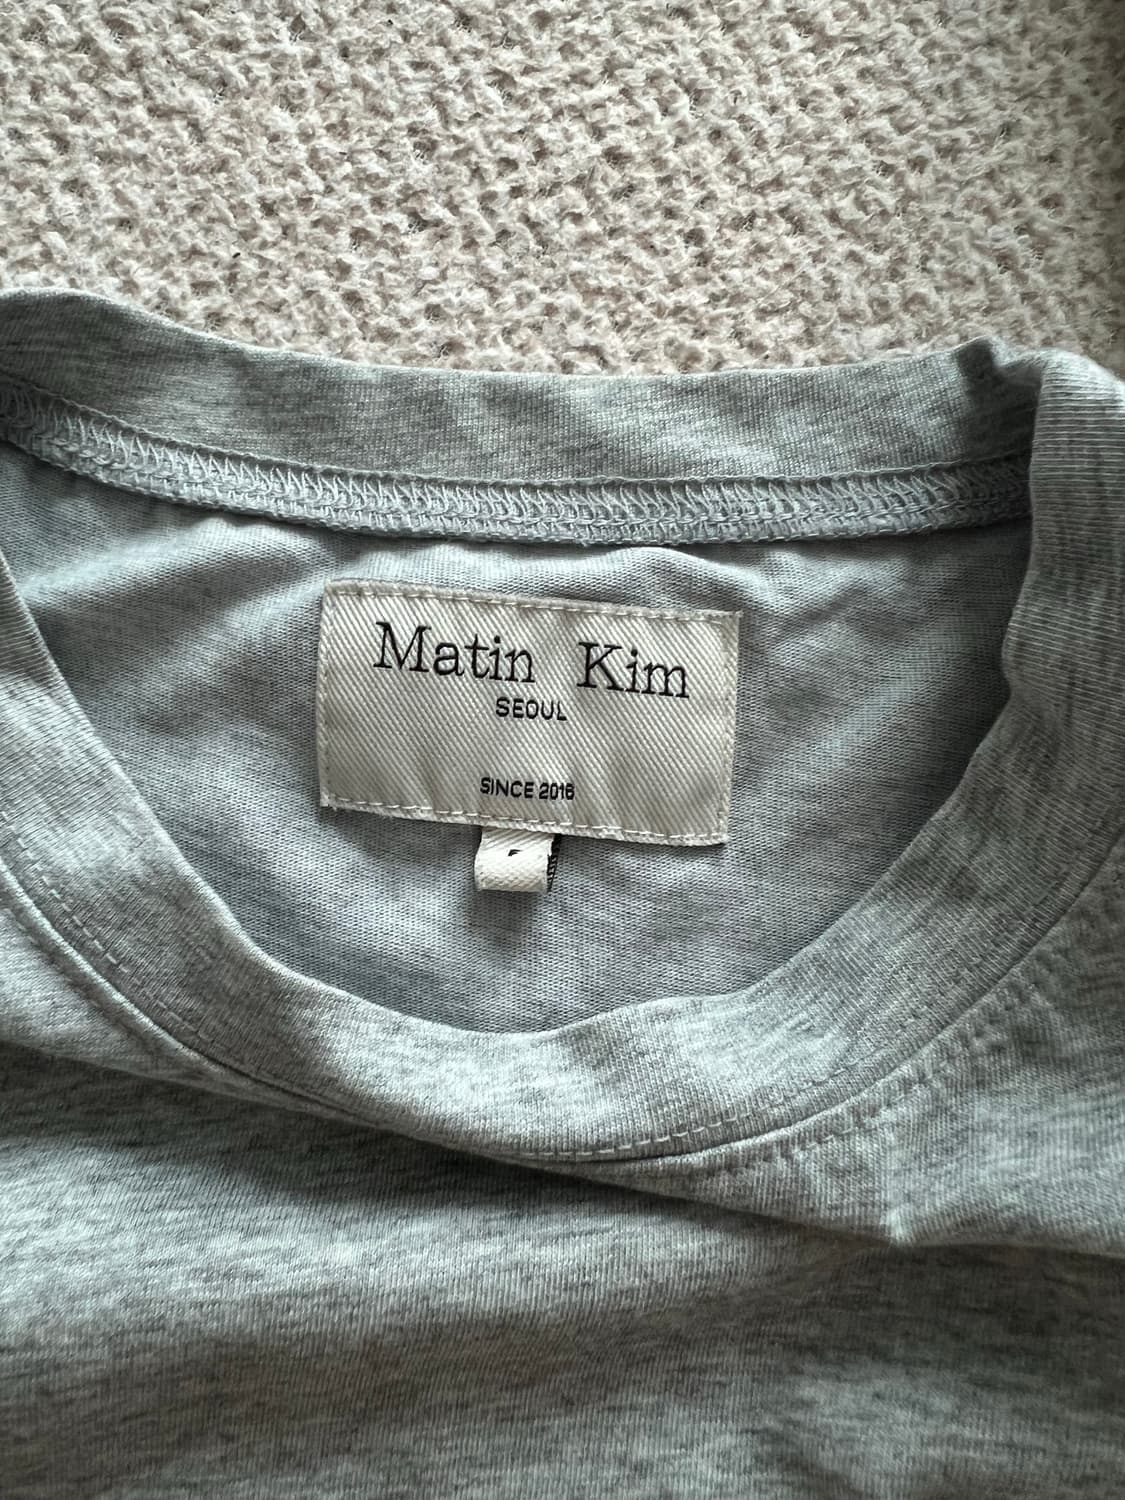 Matin Kim
SEOUL
SINCE 2016